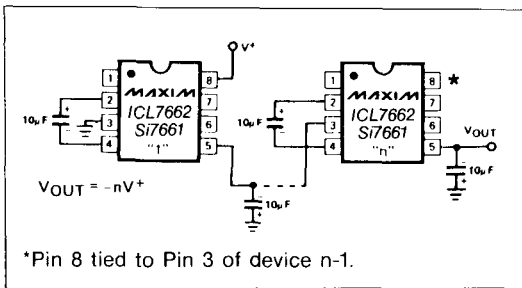 V+
1
8
2
7
3
6
4
5
MAXIM
ICL7662
Si7661
"1"
10μF
10μF
VOUT = -nV+
1
8
*
2
7
3
6
4
5
MAXIM
ICL7662
Si7661
"n"
10μF
VOUT
10μF
*Pin 8 tied to Pin 3 of device n-1.